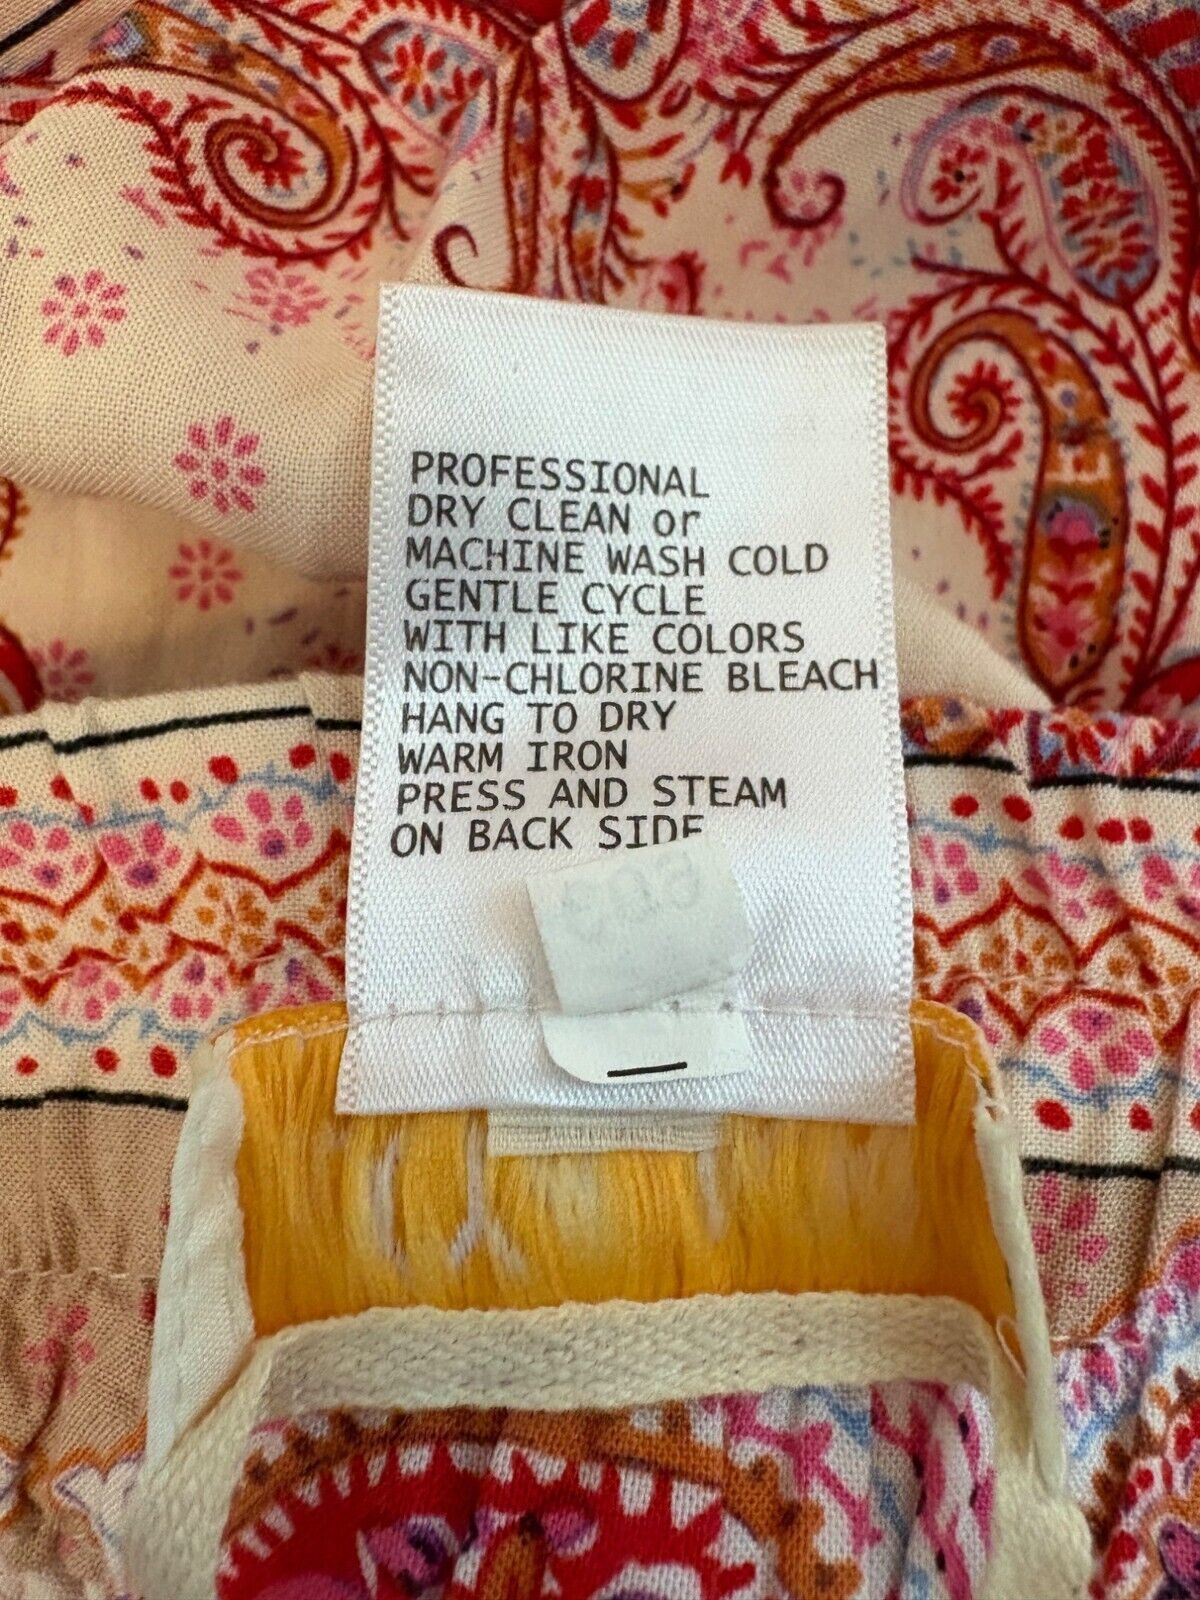 PROFESSIONAL
DRY CLEAN or
MACHINE WASH COLD
GENTLE CYCLE
WITH LIKE COLORS
NON-CHLORINE BLEACH
HANG TO DRY
WARM IRON
PRESS AND STEAM
ON BACK SIDE